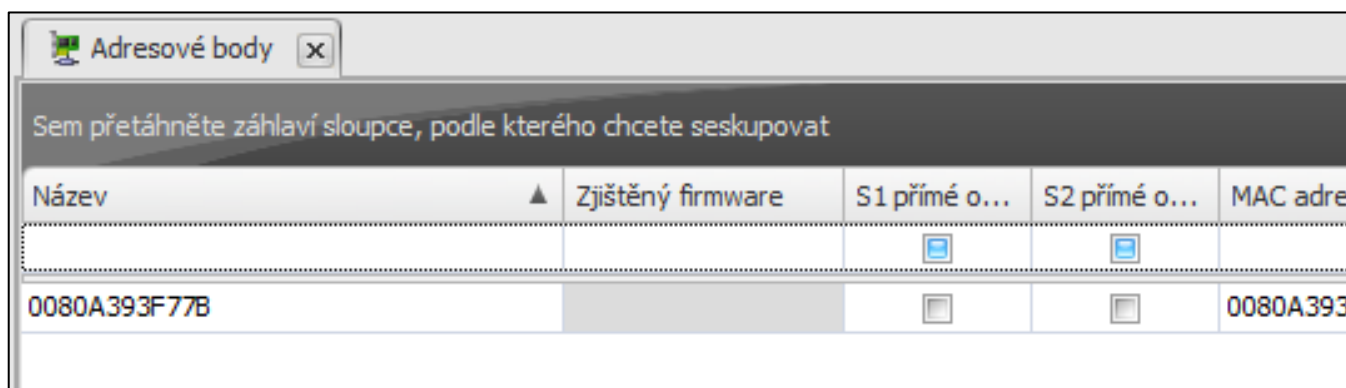 Adresové body
Sem přetáhněte záhlaví sloupce, podle kterého chcete seskupovat
Název Zjištěný firmware S1 přímé o... S2 přímé o... MAC adre
0080A393F77B 0080A393